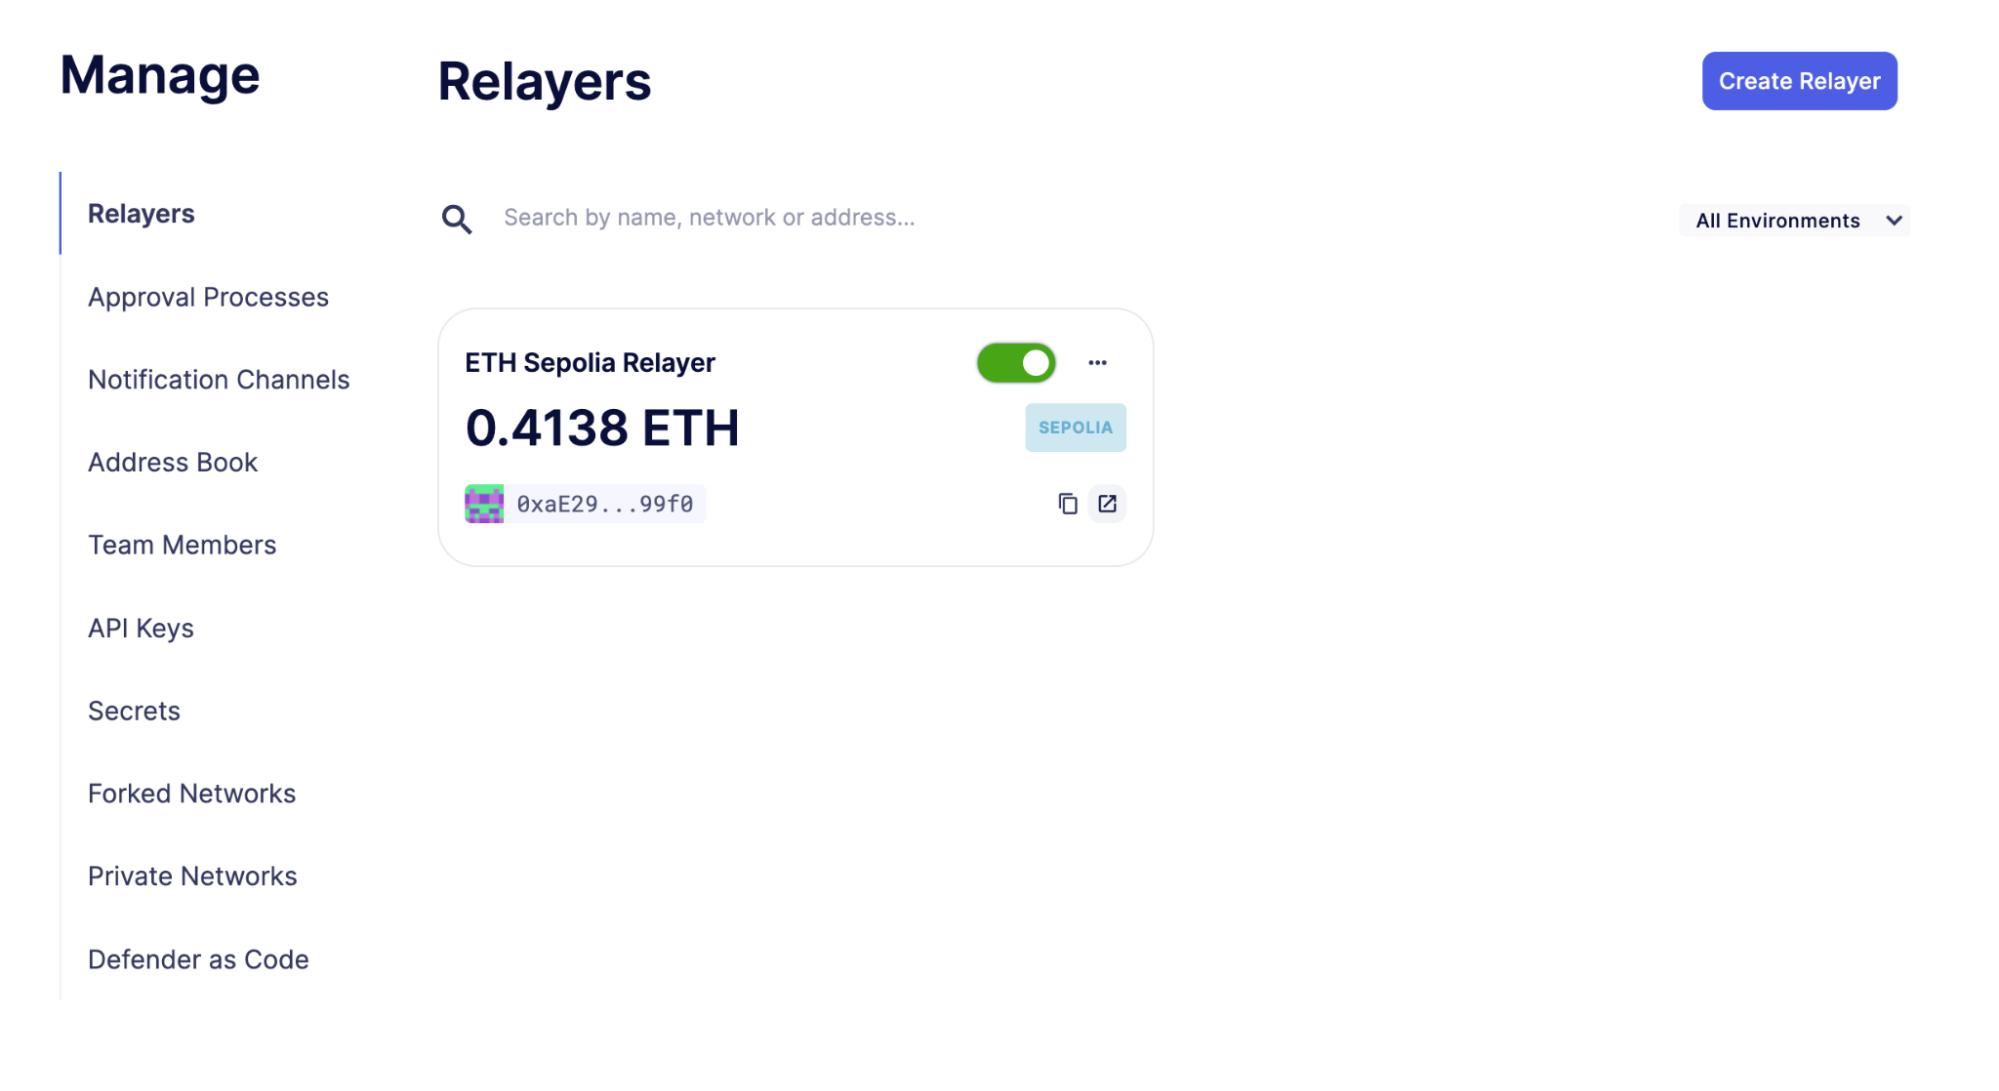 Manage
Relayers
Approval Processes
Notification Channels
Address Book
Team Members
API Keys
Secrets
Forked Networks
Private Networks
Defender as Code
Relayers
Create Relayer
Search by name, network or address...
All Environments
ETH Sepolia Relayer
0.4138 ETH
SEPOLIA
0xaE29...99f0